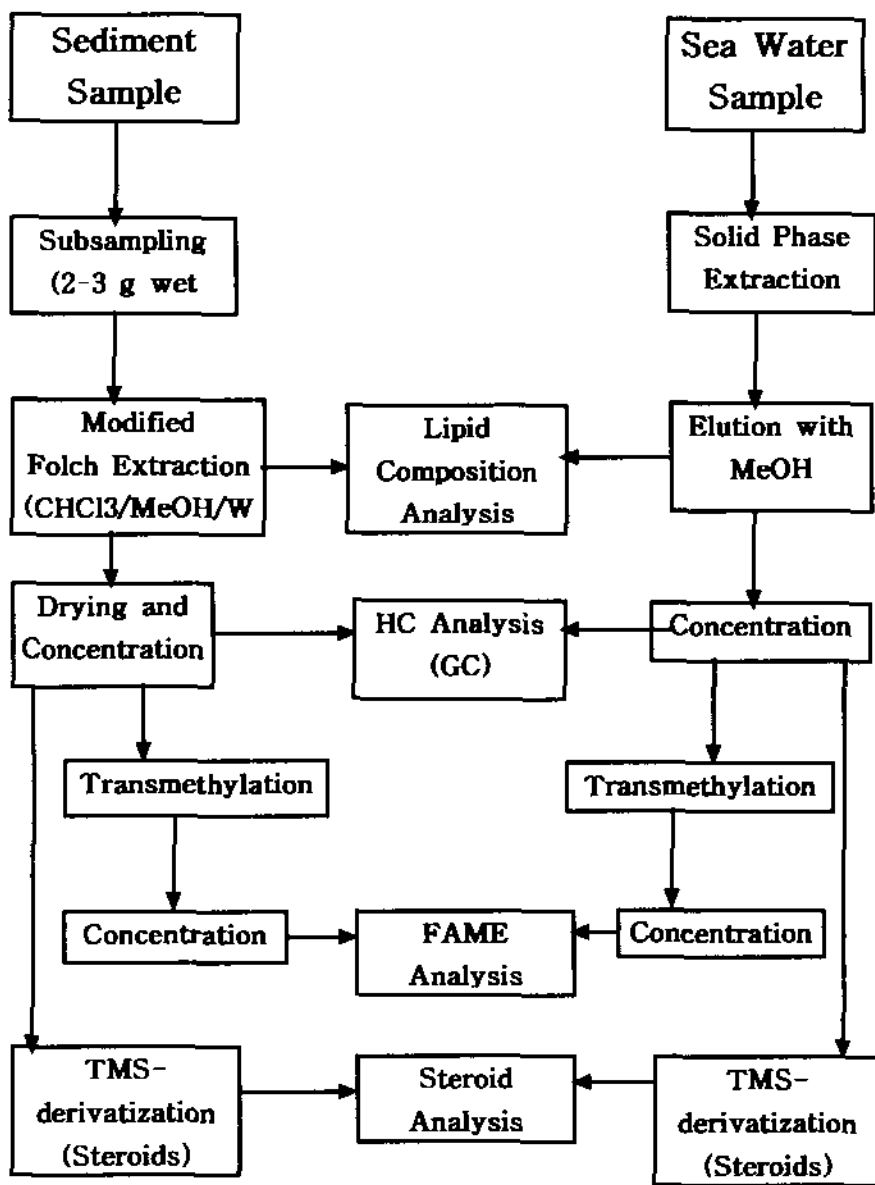 Sediment
Sample
Sea Water
Sample
Subsampling
(2-3 g wet
Solid Phase
Extraction
Modified
Folch Extraction
(CHCl3/MeOH/W
Lipid
Composition
Analysis
Elution with
MeOH
Drying and
Concentration
HC Analysis
(GC)
Concentration
Transmethylation
Transmethylation
Concentration
FAME
Analysis
Concentration
TMS-
derivatization
(Steroids)
Steroid
Analysis
TMS-
derivatization
(Steroids)